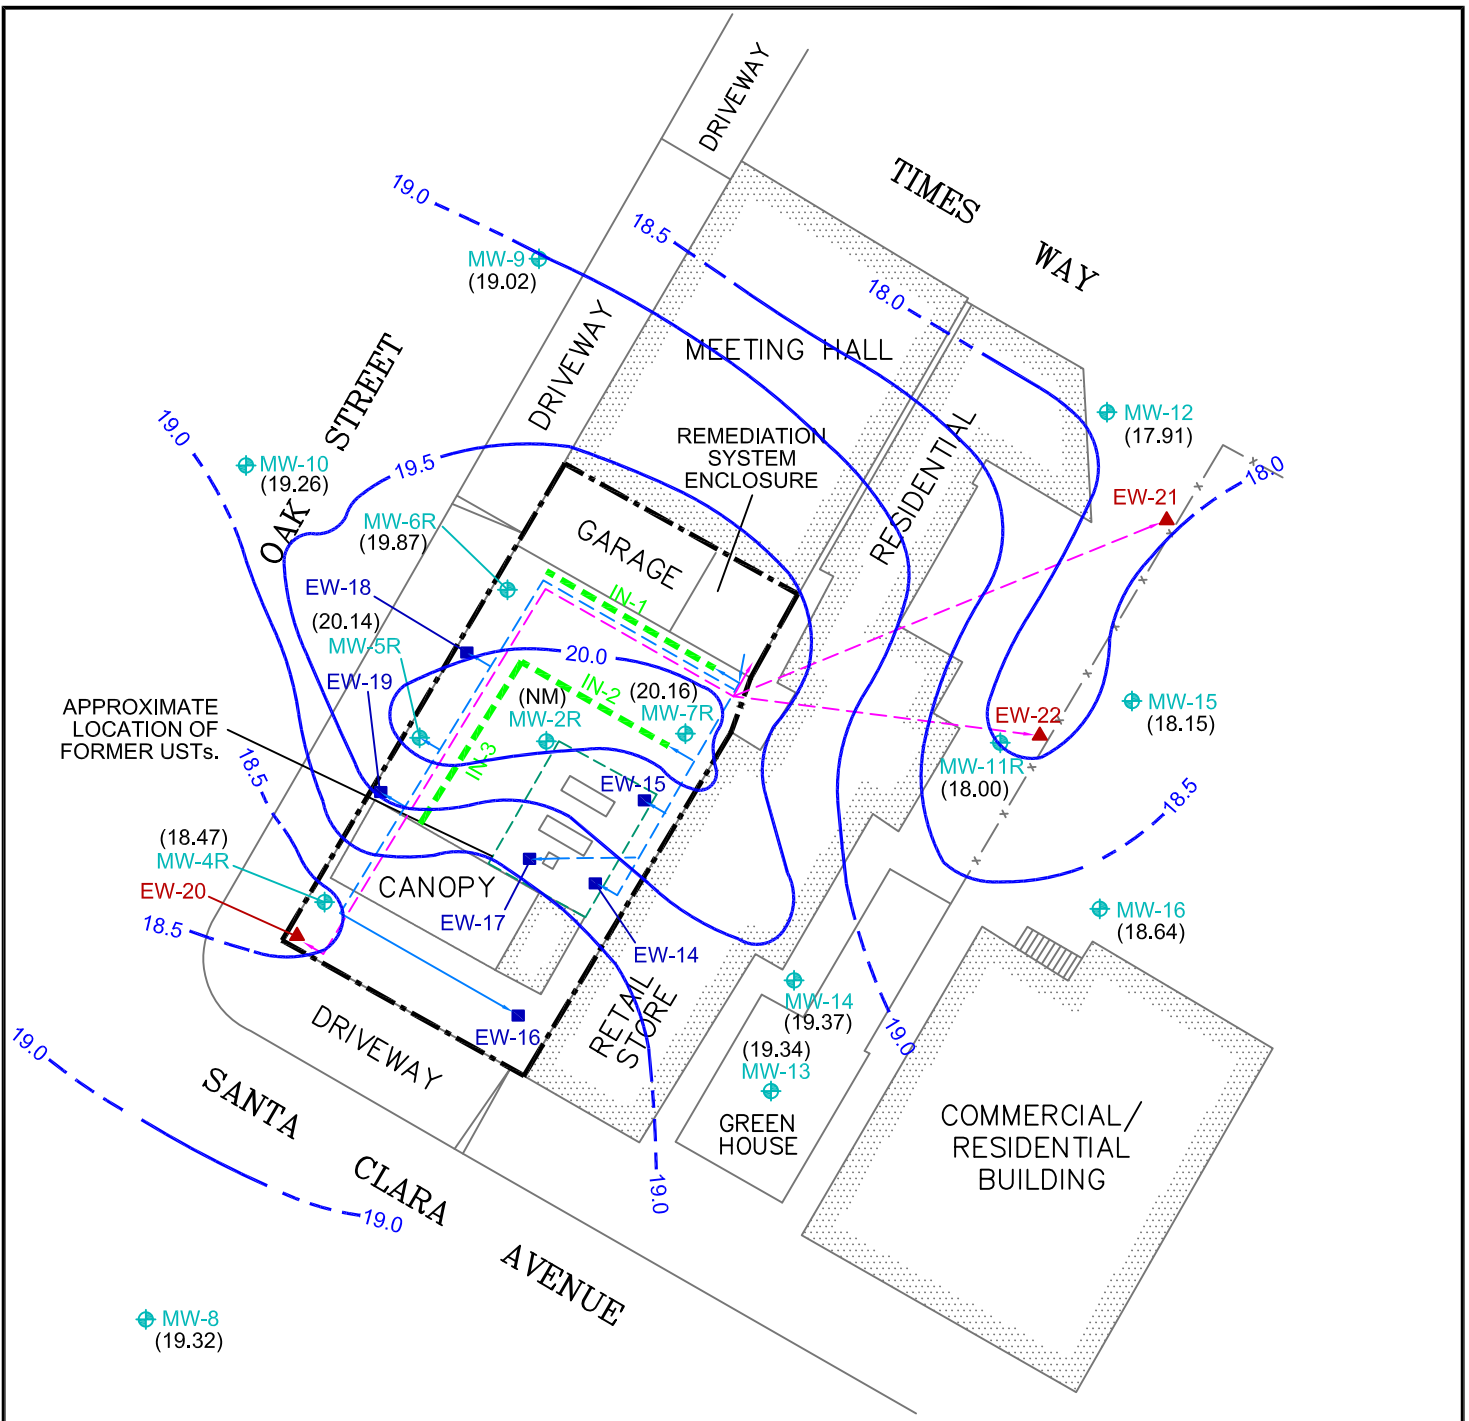 DRIVEWAY
TIMES WAY
19.0
18.5
18.0
MW-9
(19.02)
DRIVEWAY
MEETING HALL
OAK STREET
19.0
MW-10
(19.26)
19.5
REMEDIATION
SYSTEM
ENCLOSURE
RESIDENTIAL
MW-12
(17.91)
18.0
EW-21
MW-6R
(19.87)
GARAGE
EW-18
IN-1
(20.14)
MW-5R
20.0
EW-19
IN-2
(NM)
MW-2R
(20.16)
MW-7R
APPROXIMATE
LOCATION OF
FORMER USTs.
IN-3
EW-22
MW-15
(18.15)
MW-11R
(18.00)
18.5
EW-15
18.5
(18.47)
MW-4R
EW-20
CANOPY
EW-17
18.5
EW-14
MW-16
(18.64)
RETAIL
STORE
MW-14
(19.37)
EW-16
DRIVEWAY
19.0
19.0
(19.34)
MW-13
GREEN
HOUSE
COMMERCIAL/
RESIDENTIAL
BUILDING
SANTA CLARA AVENUE
19.0
19.0
MW-8
(19.32)